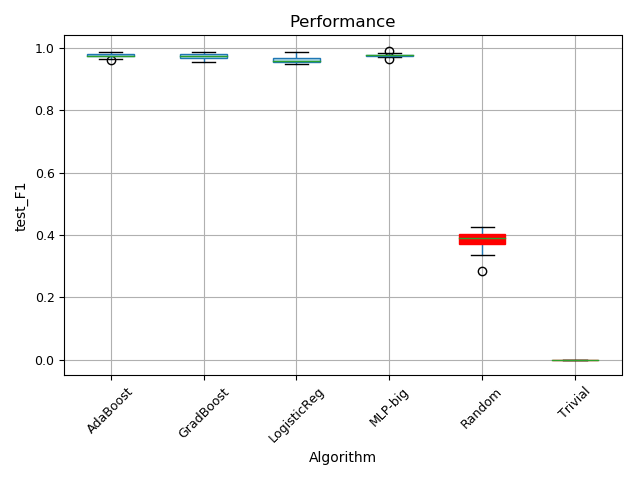 Performance
test_F1
1.0
0.8
0.6
0.4
0.2
0.0
AdaBoost
GradBoost
LogisticReg
MLP-big
Random
Trivial
Algorithm